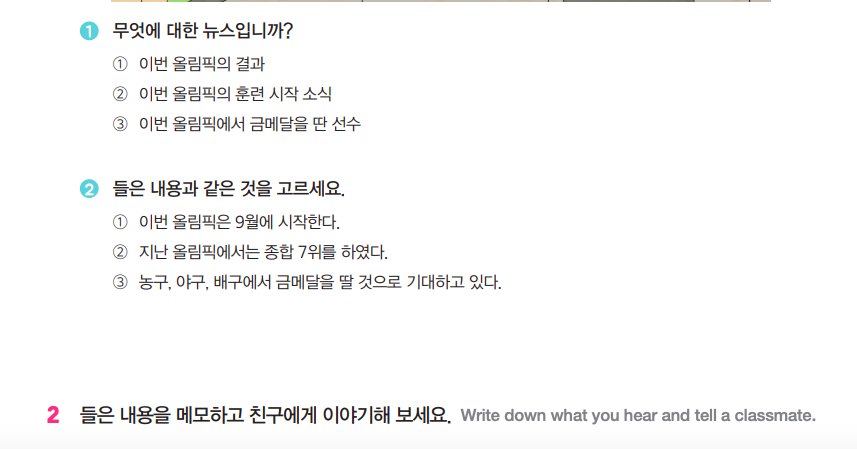 1 무엇에 대한 뉴스입니까?
① 이번 올림픽의 결과
② 이번 올림픽의 훈련 시작 소식
③ 이번 올림픽에서 금메달을 딴 선수
2 들은 내용과 같은 것을 고르세요.
① 이번 올림픽은 9월에 시작한다.
② 지난 올림픽에서는 종합 7위를 하였다.
③ 농구, 야구, 배구에서 금메달을 딸 것으로 기대하고 있다.
2 들은 내용을 메모하고 친구에게 이야기해 보세요. Write down what you hear and tell a classmate.